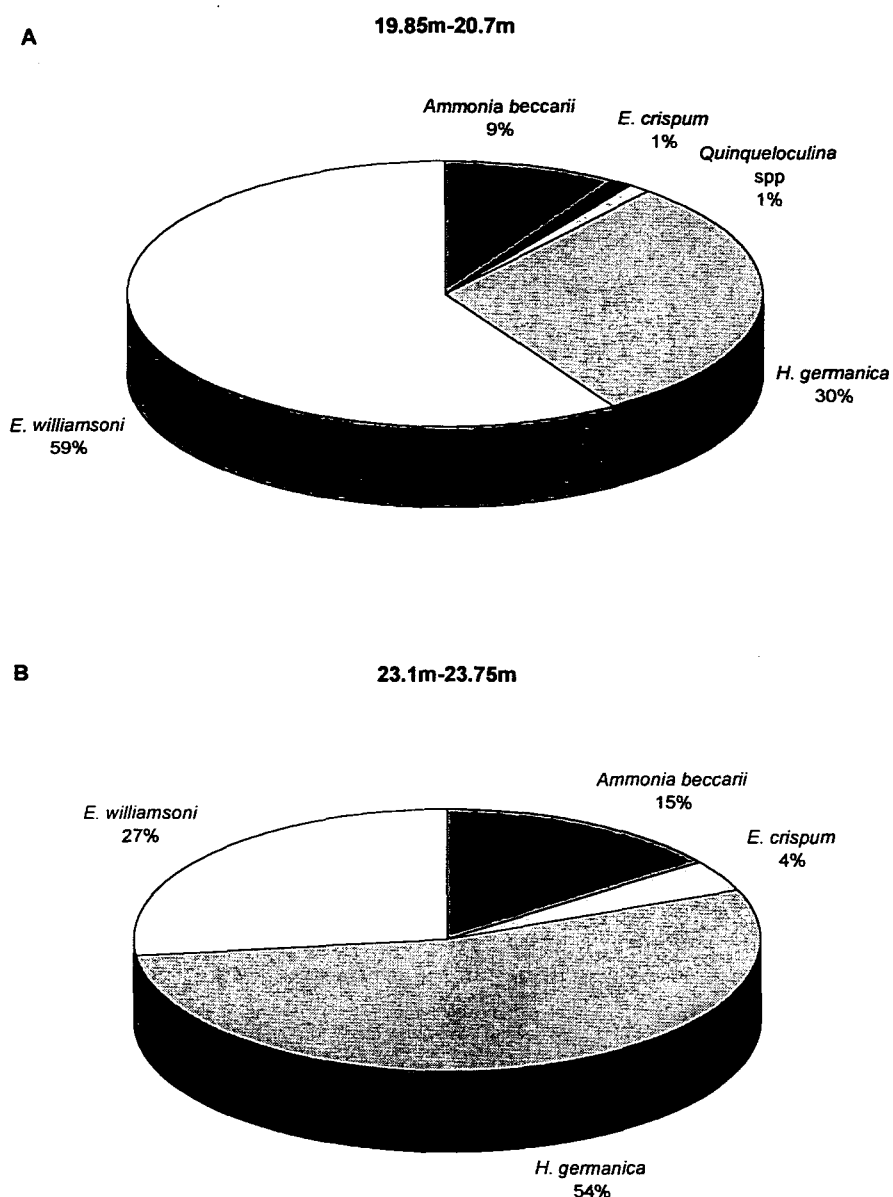 A
19.85m-20.7m
Ammonia beccarii
9%
E. crispum
1%
Quinqueloculina
spp
1%
H. germanica
30%
E. williamsoni
59%
B
23.1m-23.75m
Ammonia beccarii
15%
E. williamsoni
27%
E. crispum
4%
H. germanica
54%